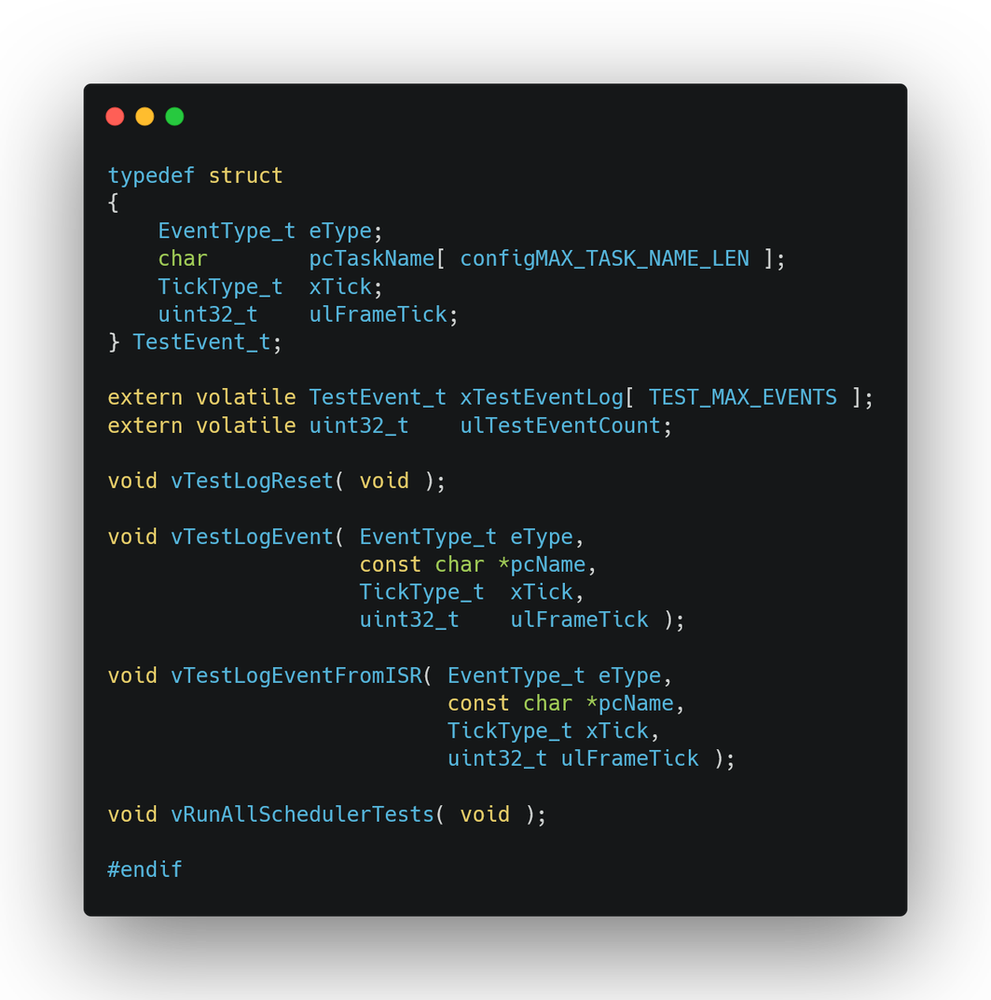 typedef struct
{
    EventType_t eType;
    char        pcTaskName[ configMAX_TASK_NAME_LEN ];
    TickType_t  xTick;
    uint32_t    ulFrameTick;
} TestEvent_t;

extern volatile TestEvent_t xTestEventLog[ TEST_MAX_EVENTS ];
extern volatile uint32_t    ulTestEventCount;

void vTestLogReset( void );

void vTestLogEvent( EventType_t eType,
                    const char *pcName,
                    TickType_t  xTick,
                    uint32_t    ulFrameTick );

void vTestLogEventFromISR( EventType_t eType,
                           const char *pcName,
                           TickType_t xTick,
                           uint32_t ulFrameTick );

void vRunAllSchedulerTests( void );

#endif